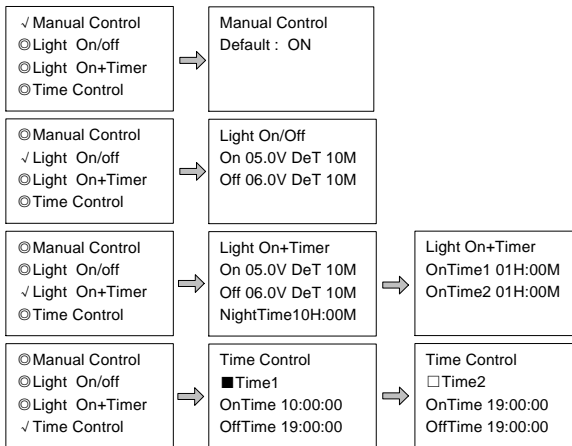 √ Manual Control
◎Light On/off
◎Light On+Timer
◎Time Control
Manual Control
Default : ON
◎Manual Control
√ Light On/off
◎Light On+Timer
◎Time Control
Light On/Off
On 05.0V DeT 10M
Off 06.0V DeT 10M
◎Manual Control
◎Light On/off
√ Light On+Timer
◎Time Control
Light On+Timer
On 05.0V DeT 10M
Off 06.0V DeT 10M
NightTime10H:00M
Light On+Timer
OnTime1 01H:00M
OnTime2 01H:00M
◎Manual Control
◎Light On/off
◎Light On+Timer
√ Time Control
Time Control
■Time1
OnTime 10:00:00
OffTime 19:00:00
Time Control
□Time2
OnTime 19:00:00
OffTime 19:00:00